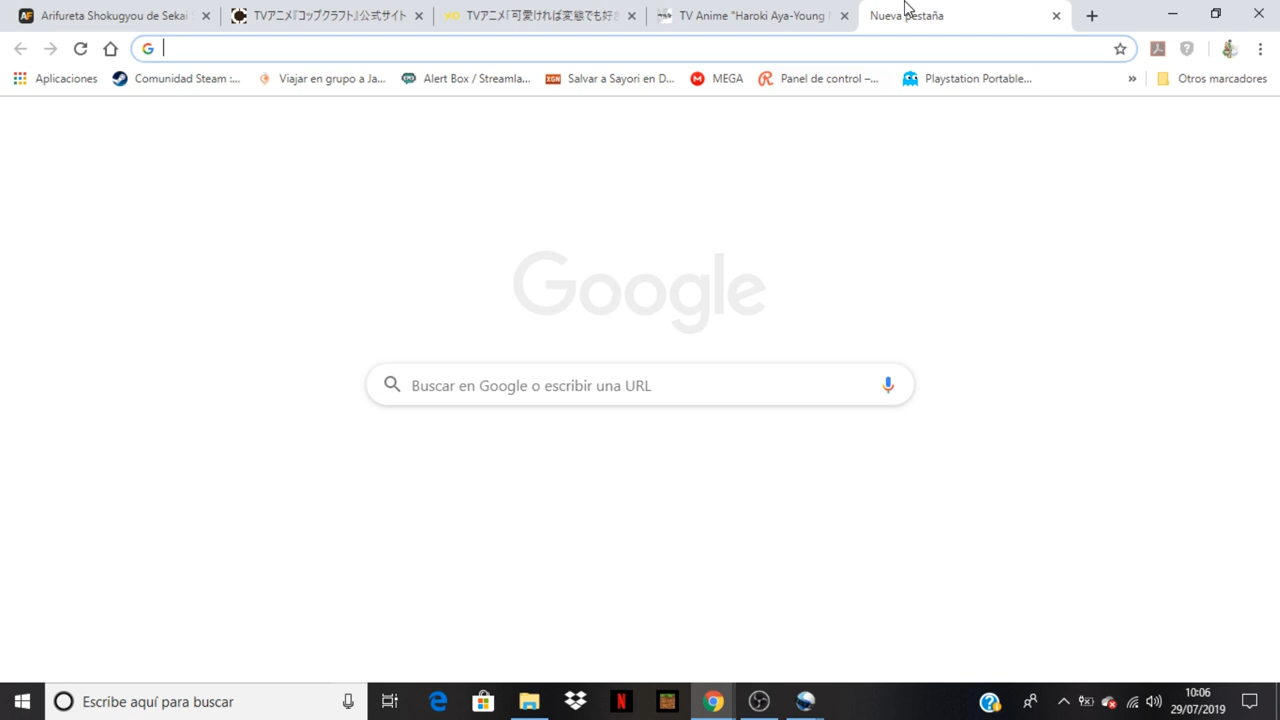 Arifureta Shokugyou de Sekai S
TVアニメ『コップクラフト』公式サイト
TVアニメ「可愛ければ変態でも好き
TV Anime "Haroki Aya-Young
Nueva pestaña
Aplicaciones
Comunidad Steam :...
Viajar en grupo a Ja...
Alert Box / Streamla...
XGN
Salvar a Sayori en D...
MEGA
Panel de control –...
Playstation Portable...
»
Otros marcadores
Google
Buscar en Google o escribir una URL
Escribe aquí para buscar
10:06
29/07/2019